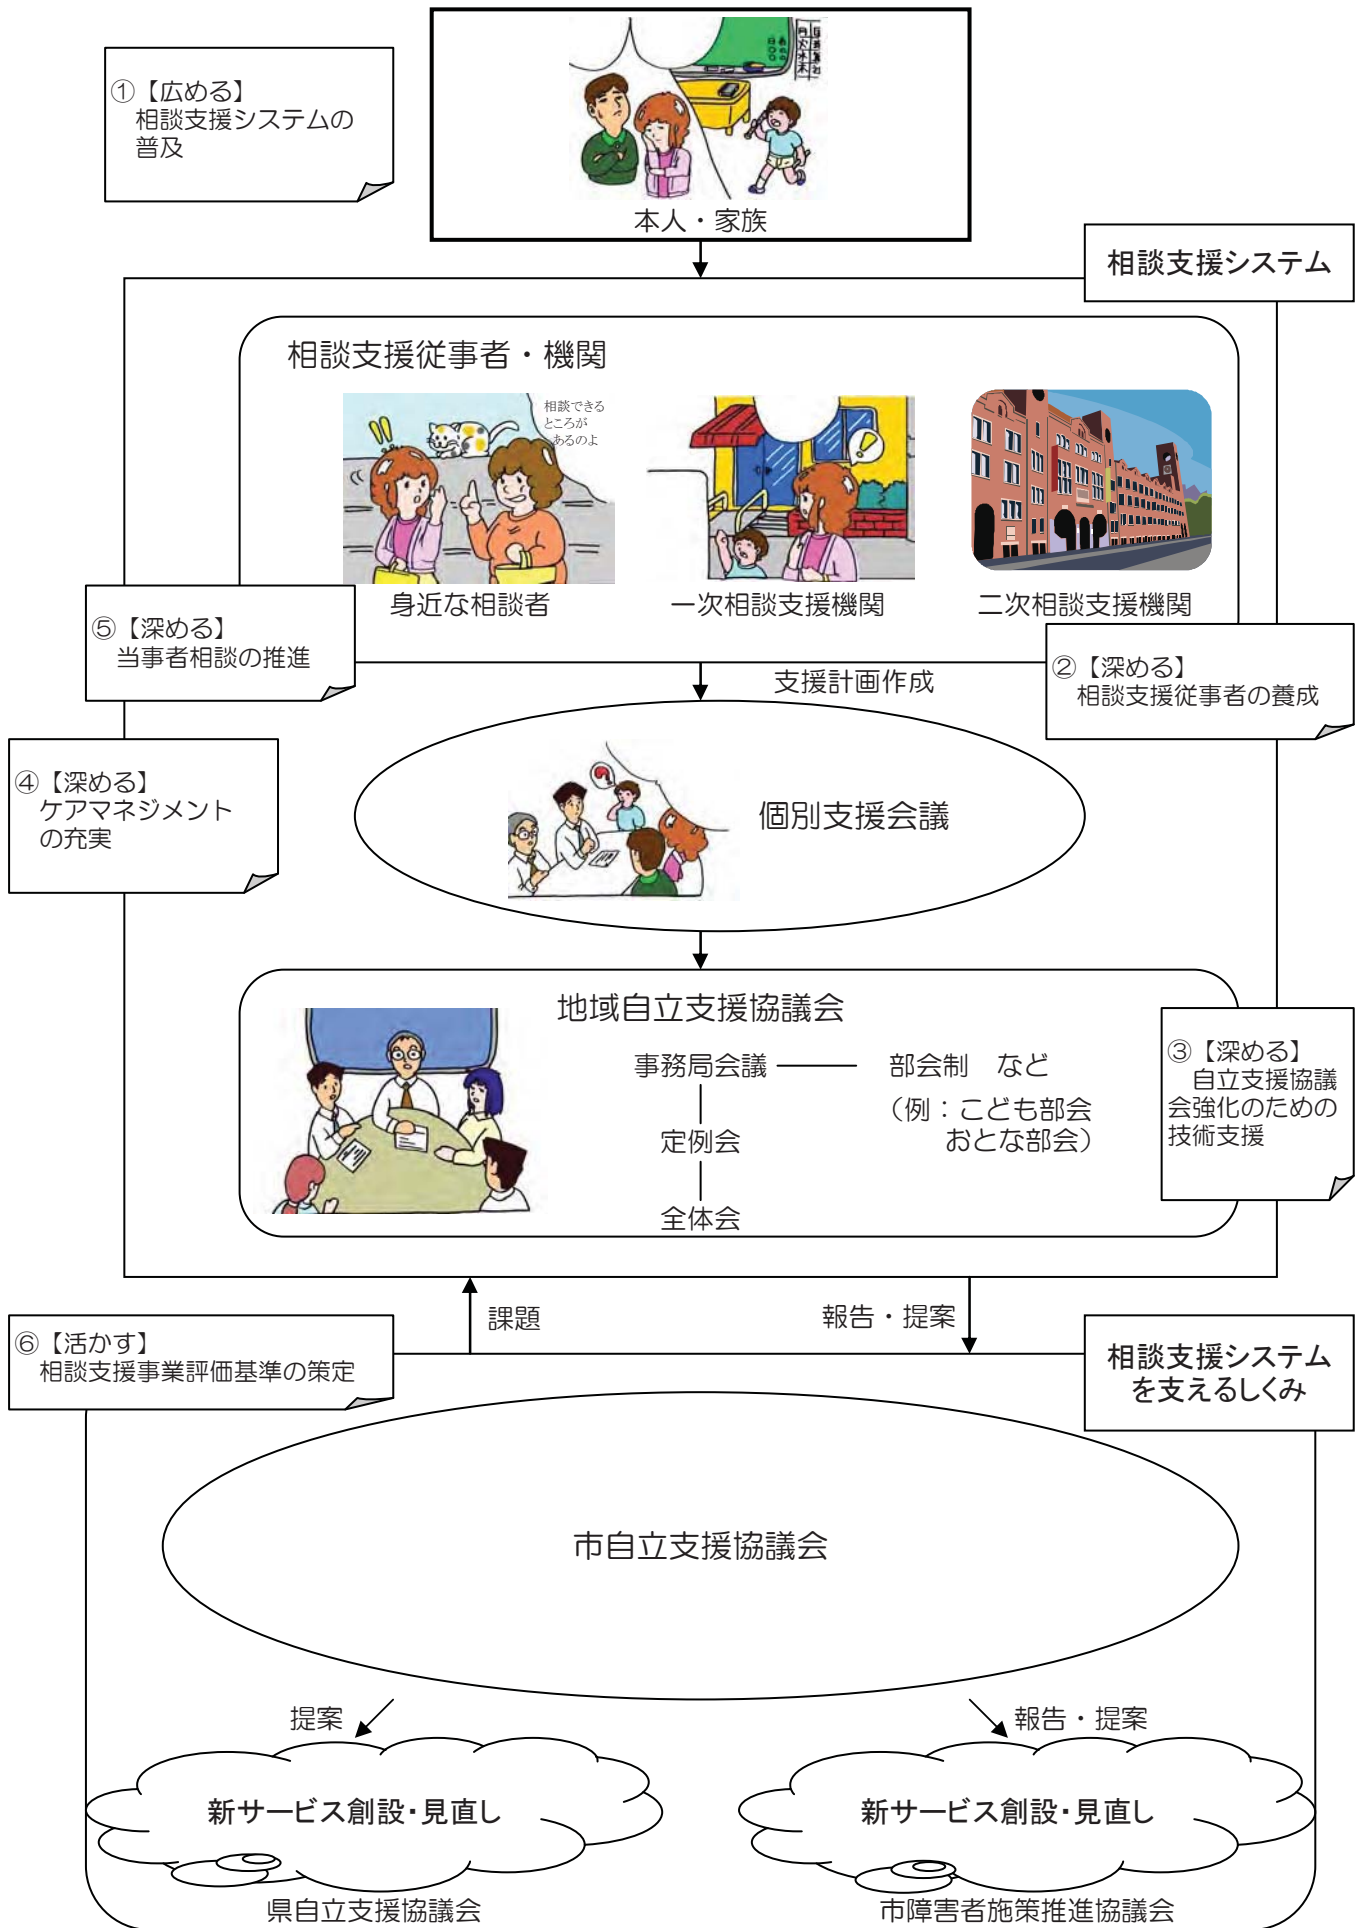 ①【広める】
相談支援システムの
普及
本人・家族
相談支援システム
相談支援従事者・機関
相談できる
ところが
あるのよ
身近な相談者
一次相談支援機関
二次相談支援機関
⑤【深める】
当事者相談の推進
支援計画作成
②【深める】
相談支援従事者の養成
④【深める】
ケアマネジメント
の充実
個別支援会議
地域自立支援協議会
事務局会議
部会制 など
（例：こども部会
おとな部会）
定例会
全体会
③【深める】
自立支援協議
会強化のための
技術支援
課題
報告・提案
⑥【活かす】
相談支援事業評価基準の策定
相談支援システム
を支えるしくみ
市自立支援協議会
提案
報告・提案
新サービス創設・見直し
新サービス創設・見直し
県自立支援協議会
市障害者施策推進協議会